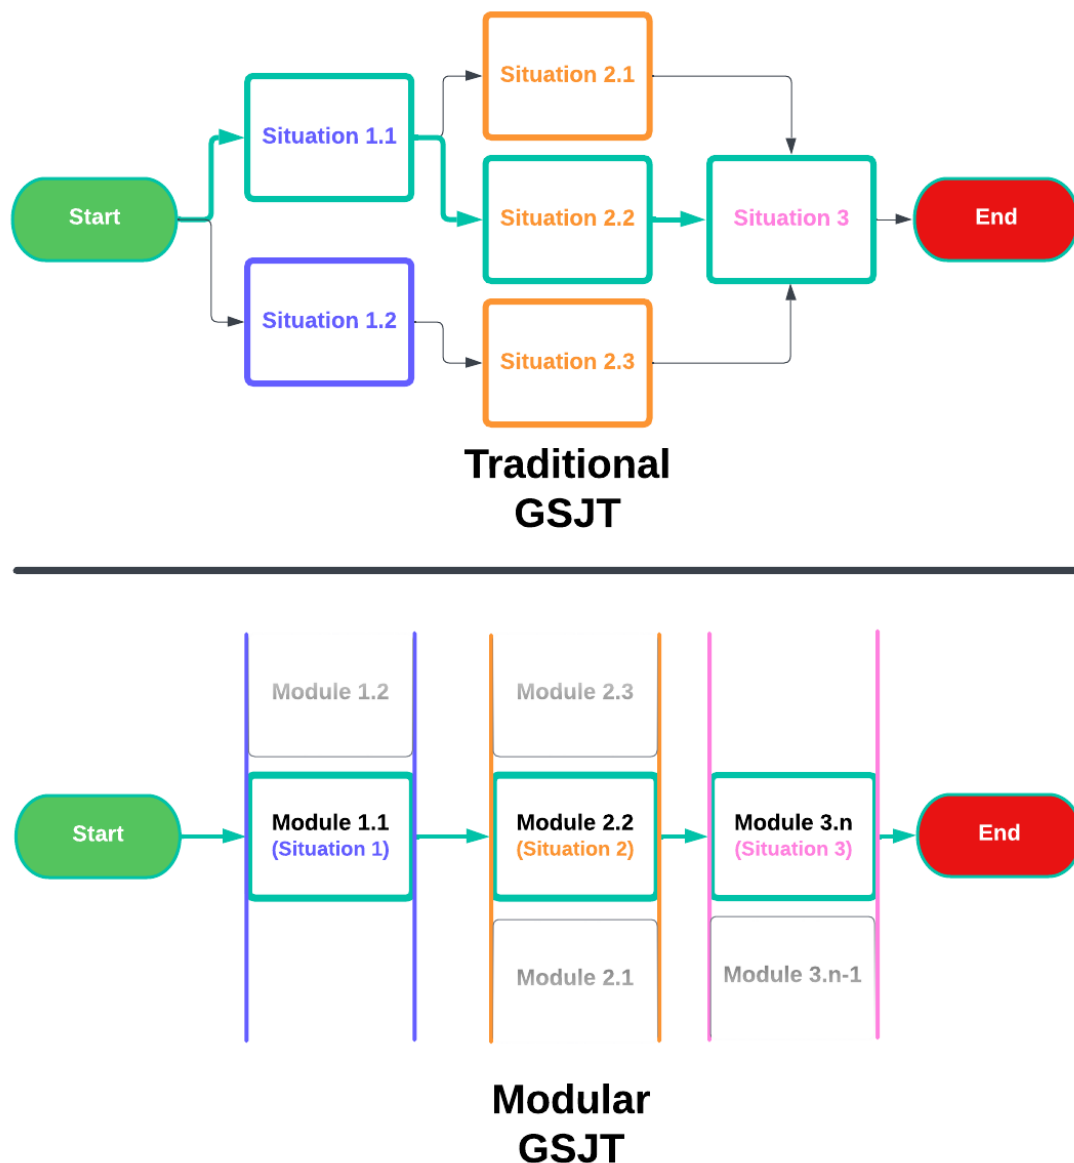 Situation 2.1
Situation 1.1
Start
Situation 2.2
Situation 3
End
Situation 1.2
Situation 2.3
Traditional
GSJT
Module 1.2
Module 2.3
Start
Module 1.1
(Situation 1)
Module 2.2
(Situation 2)
Module 3.n
(Situation 3)
End
Module 2.1
Module 3.n-1
Modular
GSJT